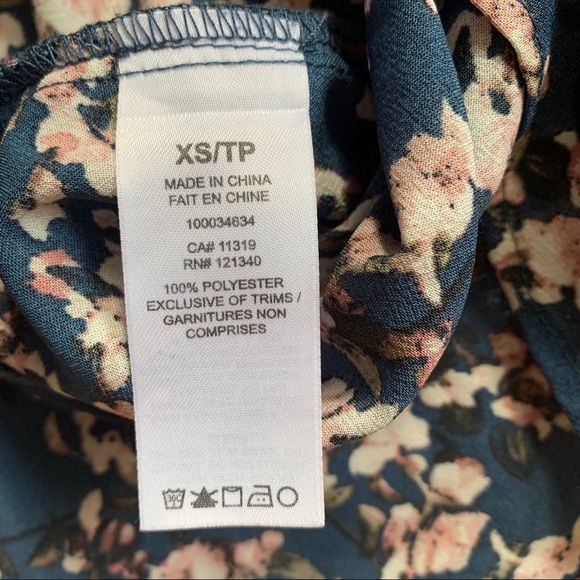 XS/TP
MADE IN CHINA
FAIT EN CHINE
100034634
CA# 11319
RN# 121340
100% POLYESTER
EXCLUSIVE OF TRIMS /
GARNITURES NON
COMPRISES